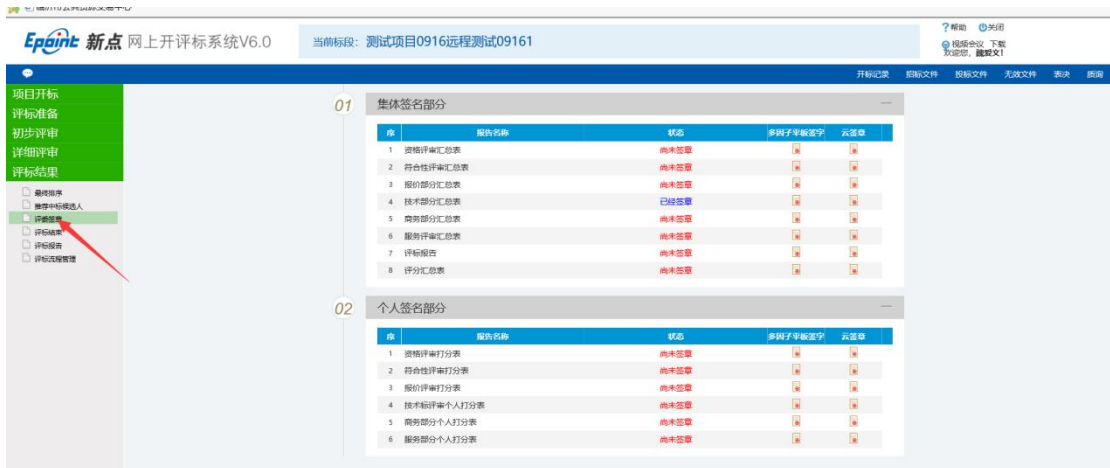 Epoint 新点 网上开评标系统V6.0
当前标段: 测试项目0916远程测试09161
?帮助 关闭
视频会议 下载
欢迎您,
开标记录 招标文件 投标文件 无效文件 表决 质询
项目开标
评标准备
初步评审
详细评审
评标结果
最终排序
推荐中标候选人
评委签章
评标结束
评标报告
评标流程管理
01 集体签名部分
序 报告名称 状态 多因子平板签字 云签章
1 资格评审汇总表 尚未签章
2 符合性评审汇总表 尚未签章
3 报价部分汇总表 尚未签章
4 技术部分汇总表 已经签章
5 商务部分汇总表 尚未签章
6 服务评审汇总表 尚未签章
7 评标报告 尚未签章
8 评分汇总表 尚未签章
02 个人签名部分
序 报告名称 状态 多因子平板签字 云签章
1 资格评审打分表 尚未签章
2 符合性评审打分表 尚未签章
3 报价评审打分表 尚未签章
4 技术标评审个人打分表 尚未签章
5 商务部分个人打分表 尚未签章
6 服务部分个人打分表 尚未签章